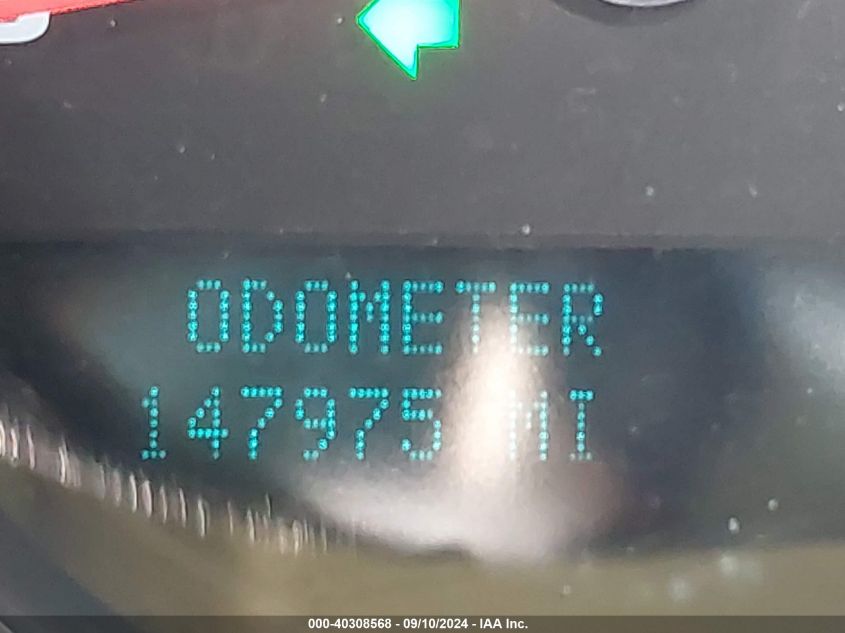 ODOMETER
147975 MI
000-40308568 - 09/10/2024 - IAA Inc.